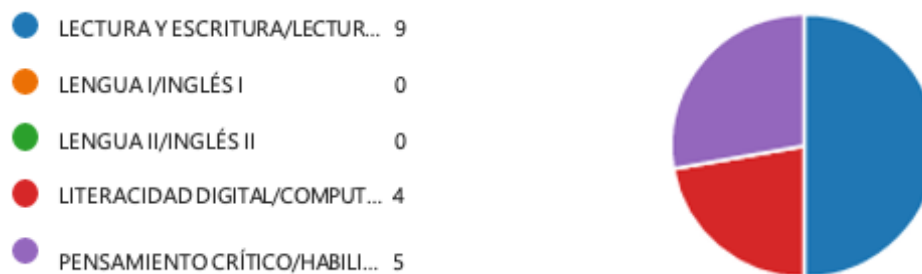 LECTURA Y ESCRITURA/LECTUR... 9
LENGUA I/INGLÉS I 0
LENGUA II/INGLÉS II 0
LITERACIDAD DIGITAL/COMPUT... 4
PENSAMIENTO CRÍTICO/HABILI... 5